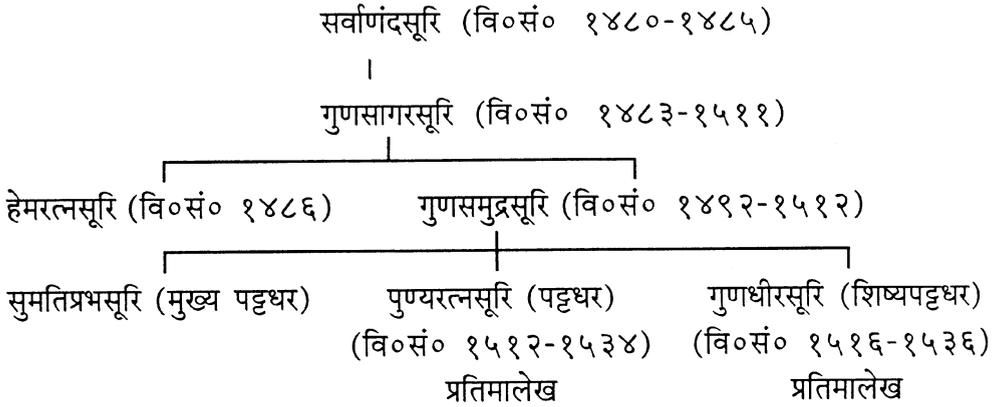 सर्वाणंदसूरि (वि०सं० १४८०-१४८५)
गुणसागरसूरि (वि०सं० १४८३-१५११)
हेमरत्नसूरि (वि०सं० १४८६) गुणसमुद्रसूरि (वि०सं० १४९२-१५१२)
सुमतिप्रभसूरि (मुख्य पट्टधर) पुण्यरत्नसूरि (पट्टधर) गुणधीरसूरि (शिष्यपट्टधर)
(वि०सं० १५१२-१५३४) (वि०सं० १५१६-१५३६)
प्रतिमालेख प्रतिमालेख